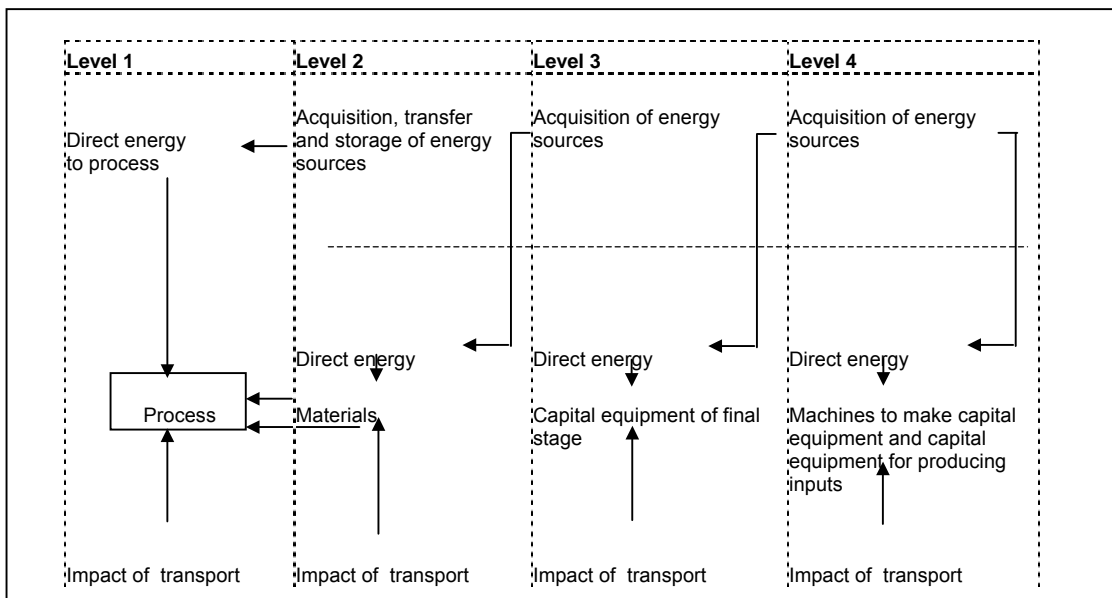 Level 1
Level 2
Level 3
Level 4
Direct energy
to process
Acquisition, transfer
and storage of energy
sources
Acquisition of energy
sources
Acquisition of energy
sources
Direct energy
Direct energy
Direct energy
Process
Materials
Capital equipment of final
stage
Machines to make capital
equipment and capital
equipment for producing
inputs
Impact of transport
Impact of transport
Impact of transport
Impact of transport